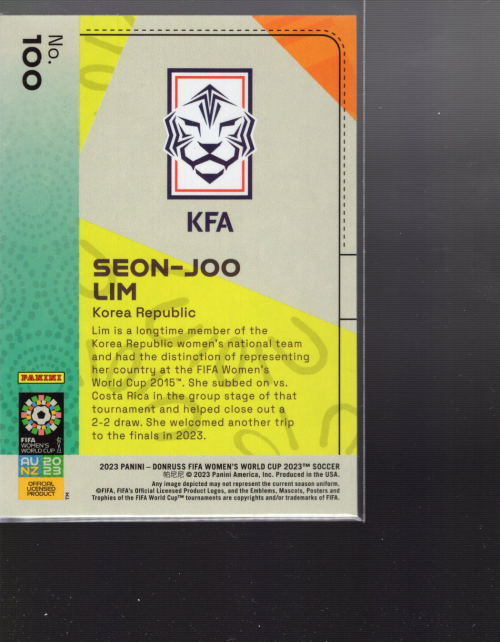 No.
100
KFA
SEON-JOO
LIM
Korea Republic
Lim is a longtime member of the
Korea Republic women's national team
and had the distinction of representing
her country at the FIFA Women's
World Cup 2015™. She subbed on vs.
Costa Rica in the group stage of that
tournament and helped close out a
2-2 draw. She welcomed another trip
to the finals in 2023.
PANINI
FIFA
WOMEN'S
WORLD CUP
AU 20
NZ 23
OFFICIAL
LICENSED
PRODUCT
TM
2023 PANINI – DONRUSS FIFA WOMEN'S WORLD CUP 2023™ SOCCER
帕尼尼 © 2023 Panini America, Inc. Produced in the USA.
Any image depicted may not represent the current season uniform.
©FIFA, FIFA's Official Licensed Product Logos, and the Emblems, Mascots, Posters and
Trophies of the FIFA World Cup™ tournaments are copyrights and/or trademarks of FIFA.